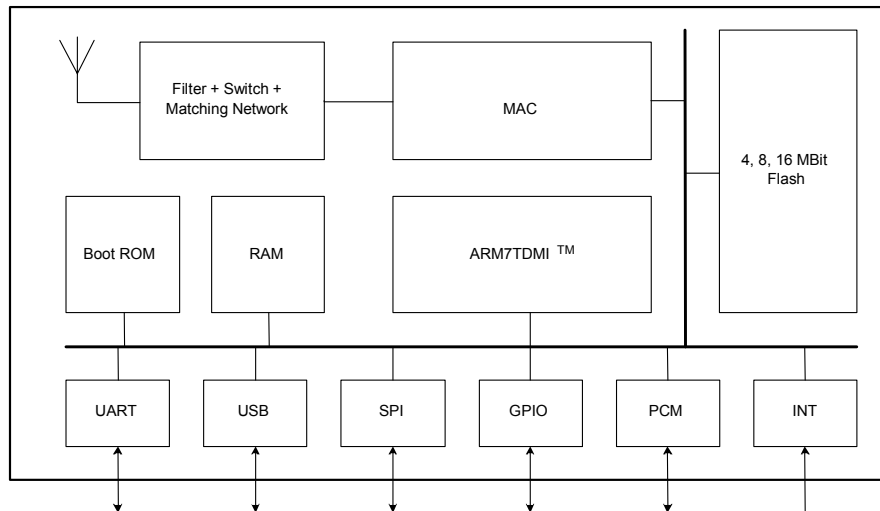 Filter + Switch +
Matching Network
MAC
4, 8, 16 MBit
Flash
Boot ROM
RAM
ARM7TDMI TM
UART
USB
SPI
GPIO
PCM
INT